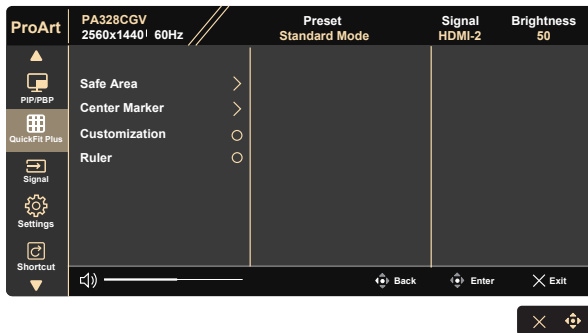 ProArt
PA328CGV
2560x1440 60Hz
Preset
Standard Mode
Signal
HDMI-2
Brightness
50
PIP/PBP
QuickFit Plus
Signal
Settings
Shortcut
Safe Area
Center Marker
Customization
Ruler
Back
Enter
Exit